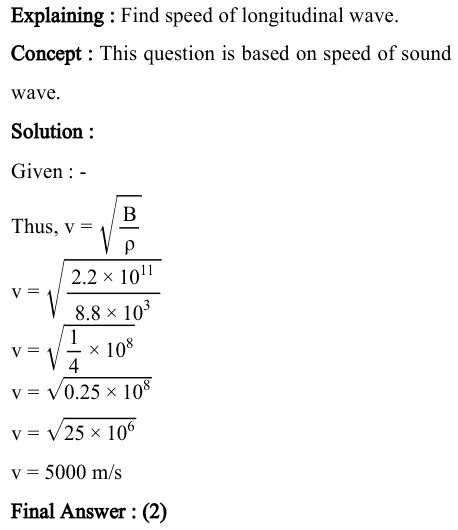 Explaining : Find speed of longitudinal wave.
Concept : This question is based on speed of sound
wave.
Solution :
Given : -
Thus, v = √(B/ρ)
v = √((2.2 × 10¹¹)/(8.8 × 10³))
v = √(1/4 × 10⁸)
v = √(0.25 × 10⁸)
v = √(25 × 10⁶)
v = 5000 m/s
Final Answer : (2)